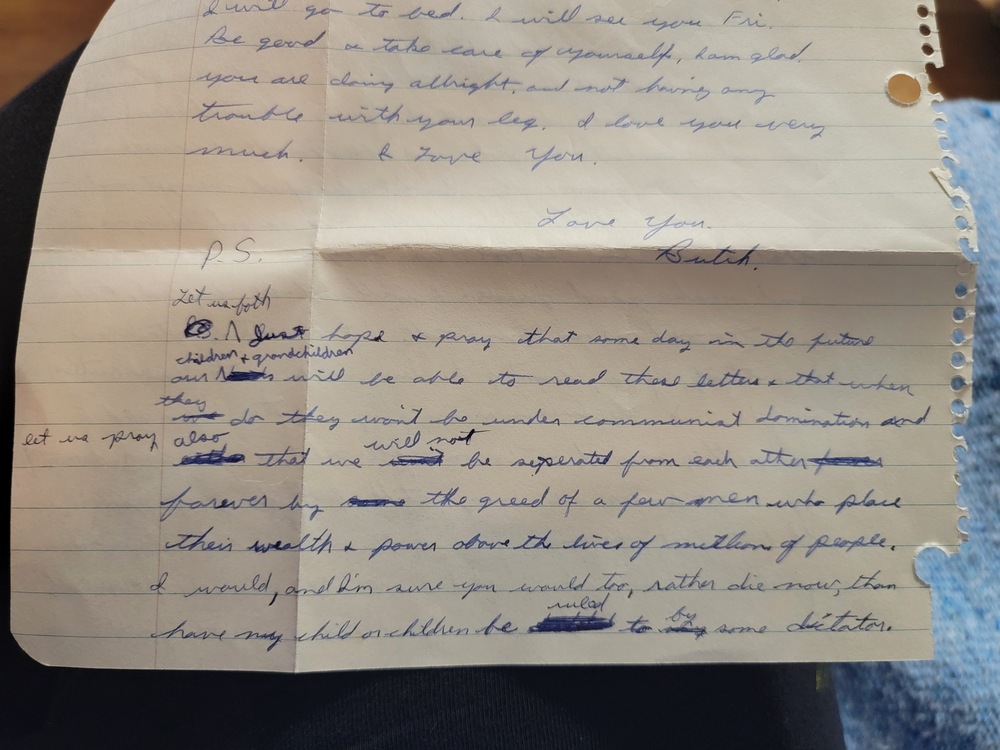 I will go to bed. I will see you Fri.
Be good & take care of yourself, I am glad
you are doing allright, and not having any
trouble with your leg. I love you very
much. & I Love You.
Love You.
Butch.
P.S.
Let us both
Just hope & pray that some day in the future
children & grandchildren
our will be able to read these letters & that when
they
do they won't be under communist domination and
let us pray also will not
that we be seperated from each other
forever by the greed of a few men who place
their wealth & power above the lives of millions of people.
I would, and I'm sure you would too, rather die now, than
ruled by
have my child or children be to some dictator.